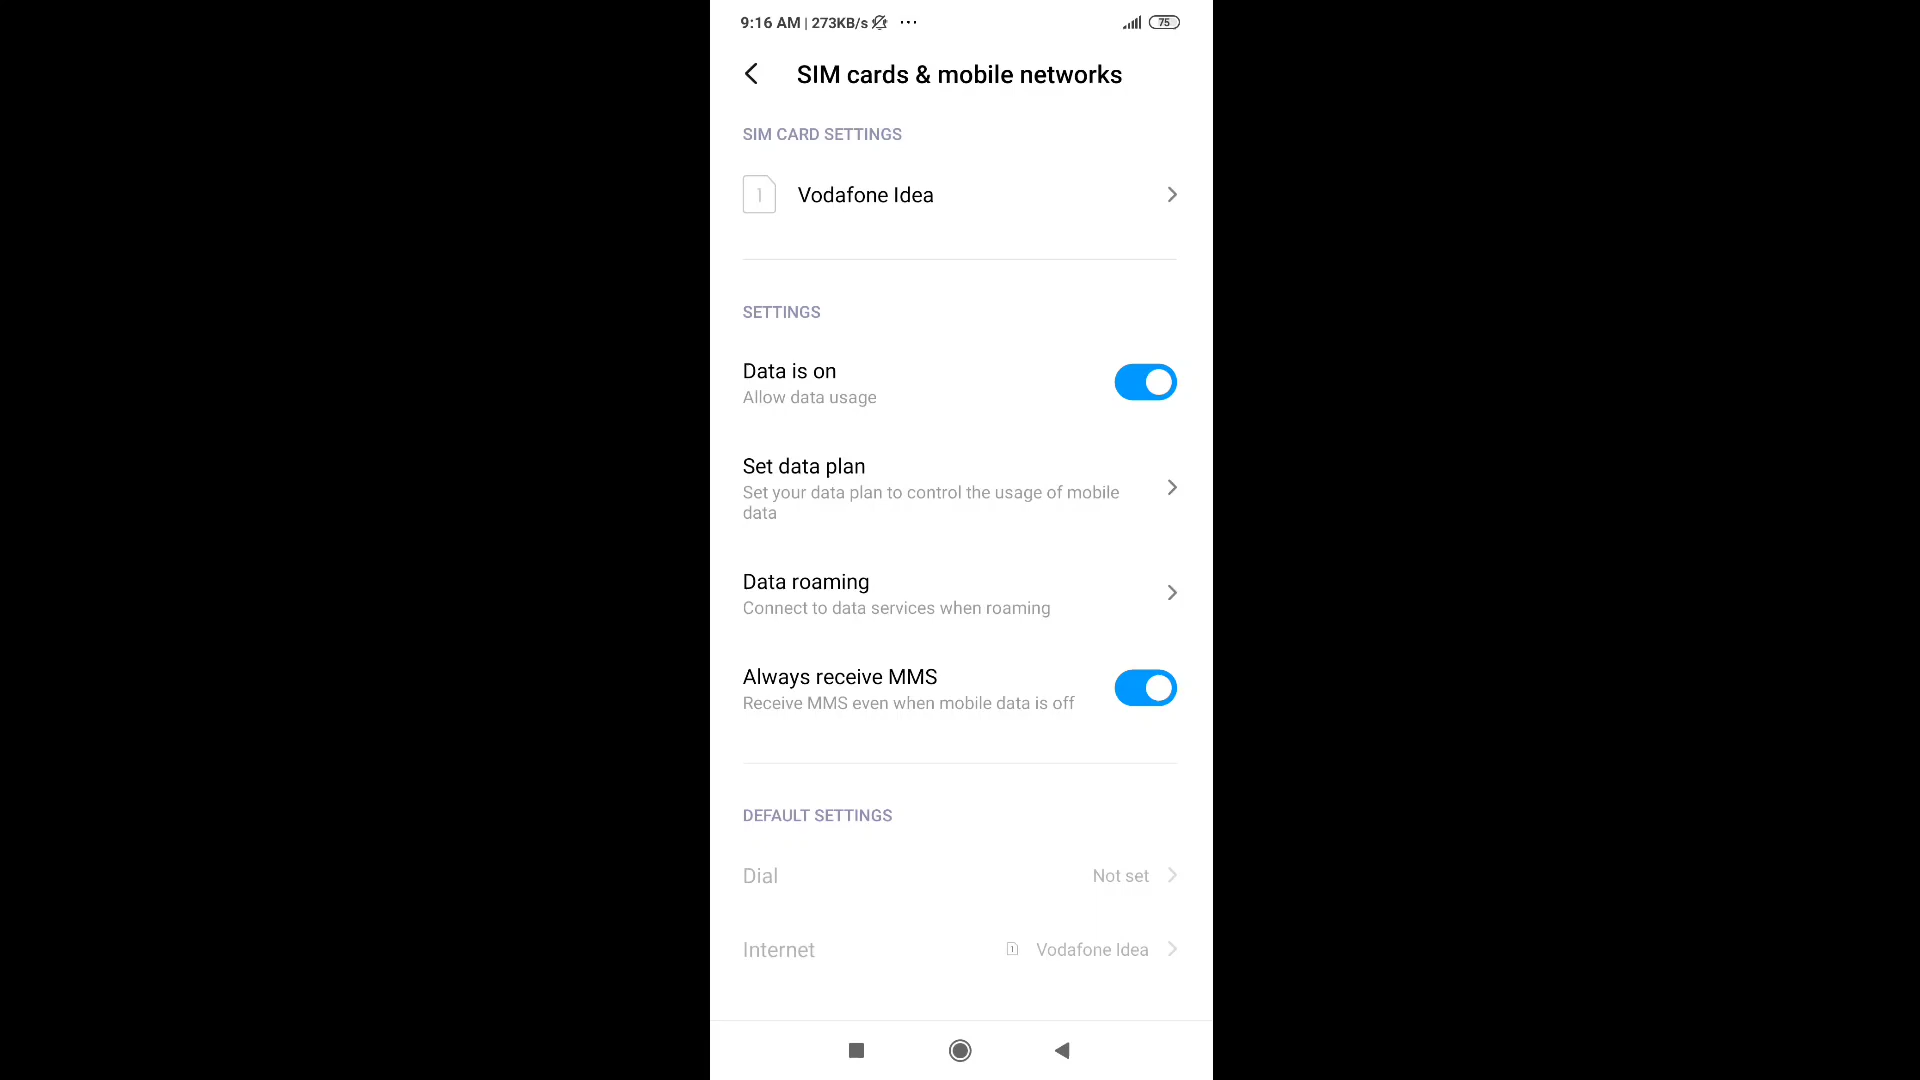 9:16 AM | 273KB/s ... 75
SIM cards & mobile networks
SIM CARD SETTINGS
1 Vodafone Idea
SETTINGS
Data is on
Allow data usage
Set data plan
Set your data plan to control the usage of mobile
data
Data roaming
Connect to data services when roaming
Always receive MMS
Receive MMS even when mobile data is off
DEFAULT SETTINGS
Dial Not set
Internet 1 Vodafone Idea